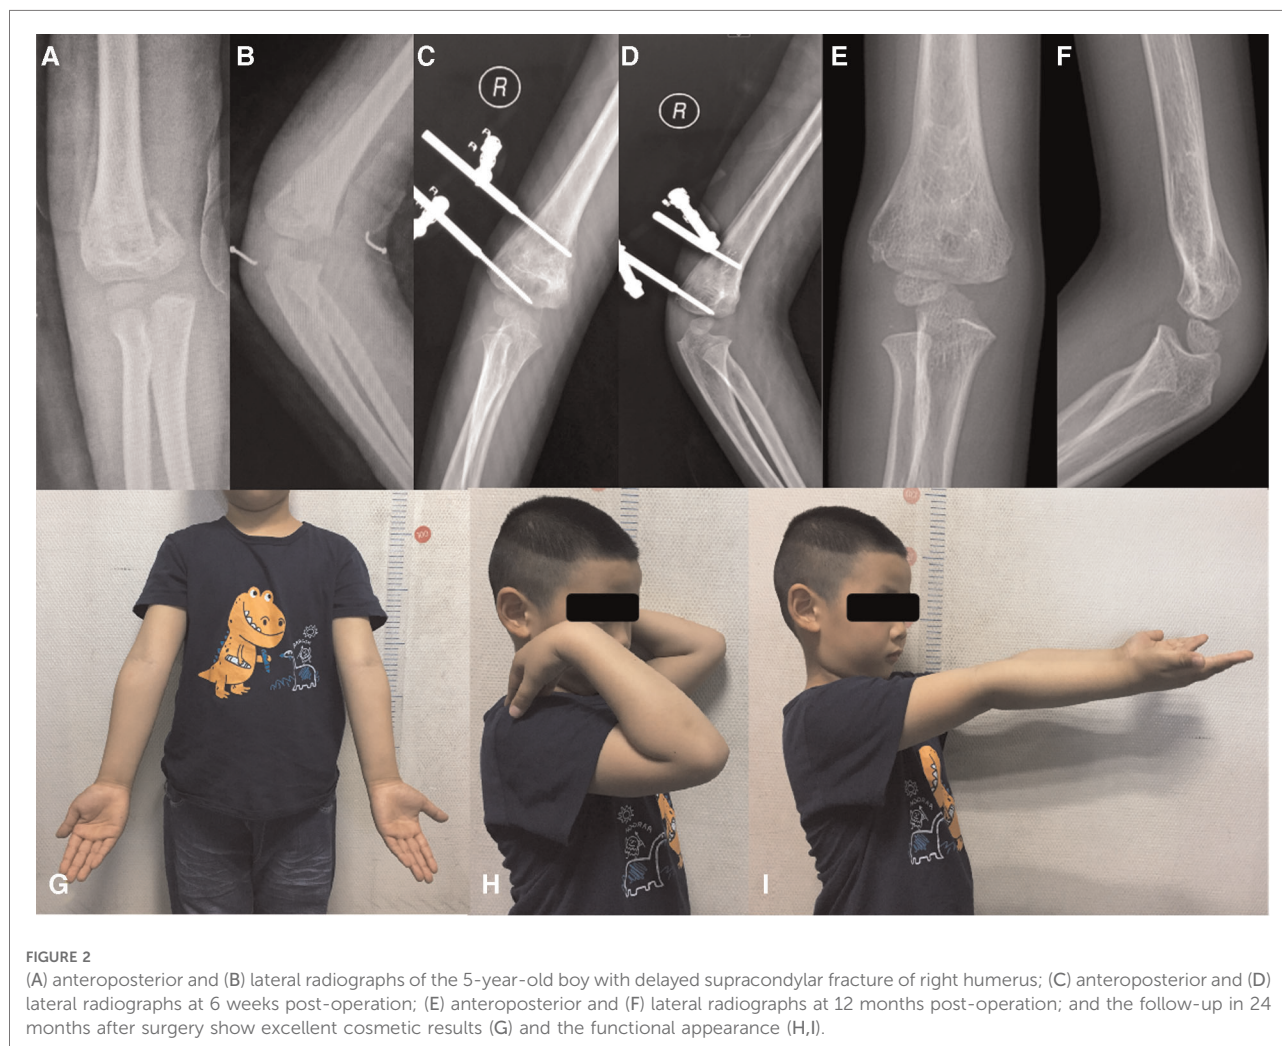 A
B
C
D
E
F
R
R
G
H
I
FIGURE 2
(A) anteroposterior and (B) lateral radiographs of the 5-year-old boy with delayed supracondylar fracture of right humerus; (C) anteroposterior and (D)
lateral radiographs at 6 weeks post-operation; (E) anteroposterior and (F) lateral radiographs at 12 months post-operation; and the follow-up in 24
months after surgery show excellent cosmetic results (G) and the functional appearance (H,I).